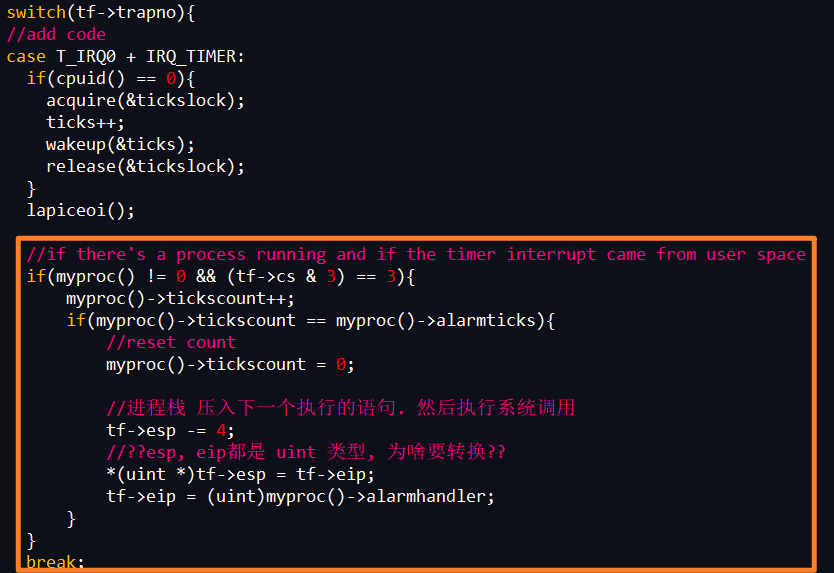 switch(tf->trapno){
//add code
case T_IRQ0 + IRQ_TIMER:
if(cpuid() == 0){
acquire(&tickslock);
ticks++;
wakeup(&ticks);
release(&tickslock);
}
lapiceoi();
//if there's a process running and if the timer interrupt came from user space
if(myproc() != 0 && (tf->cs & 3) == 3){
myproc()->tickscount++;
if(myproc()->tickscount == myproc()->alarmticks){
//reset count
myproc()->tickscount = 0;
//进程栈 压入下一个执行的语句. 然后执行系统调用
tf->esp -= 4;
//??esp, eip都是 uint 类型, 为啥要转换??
*(uint *)tf->esp = tf->eip;
tf->eip = (uint)myproc()->alarmhandler;
}
}
break;